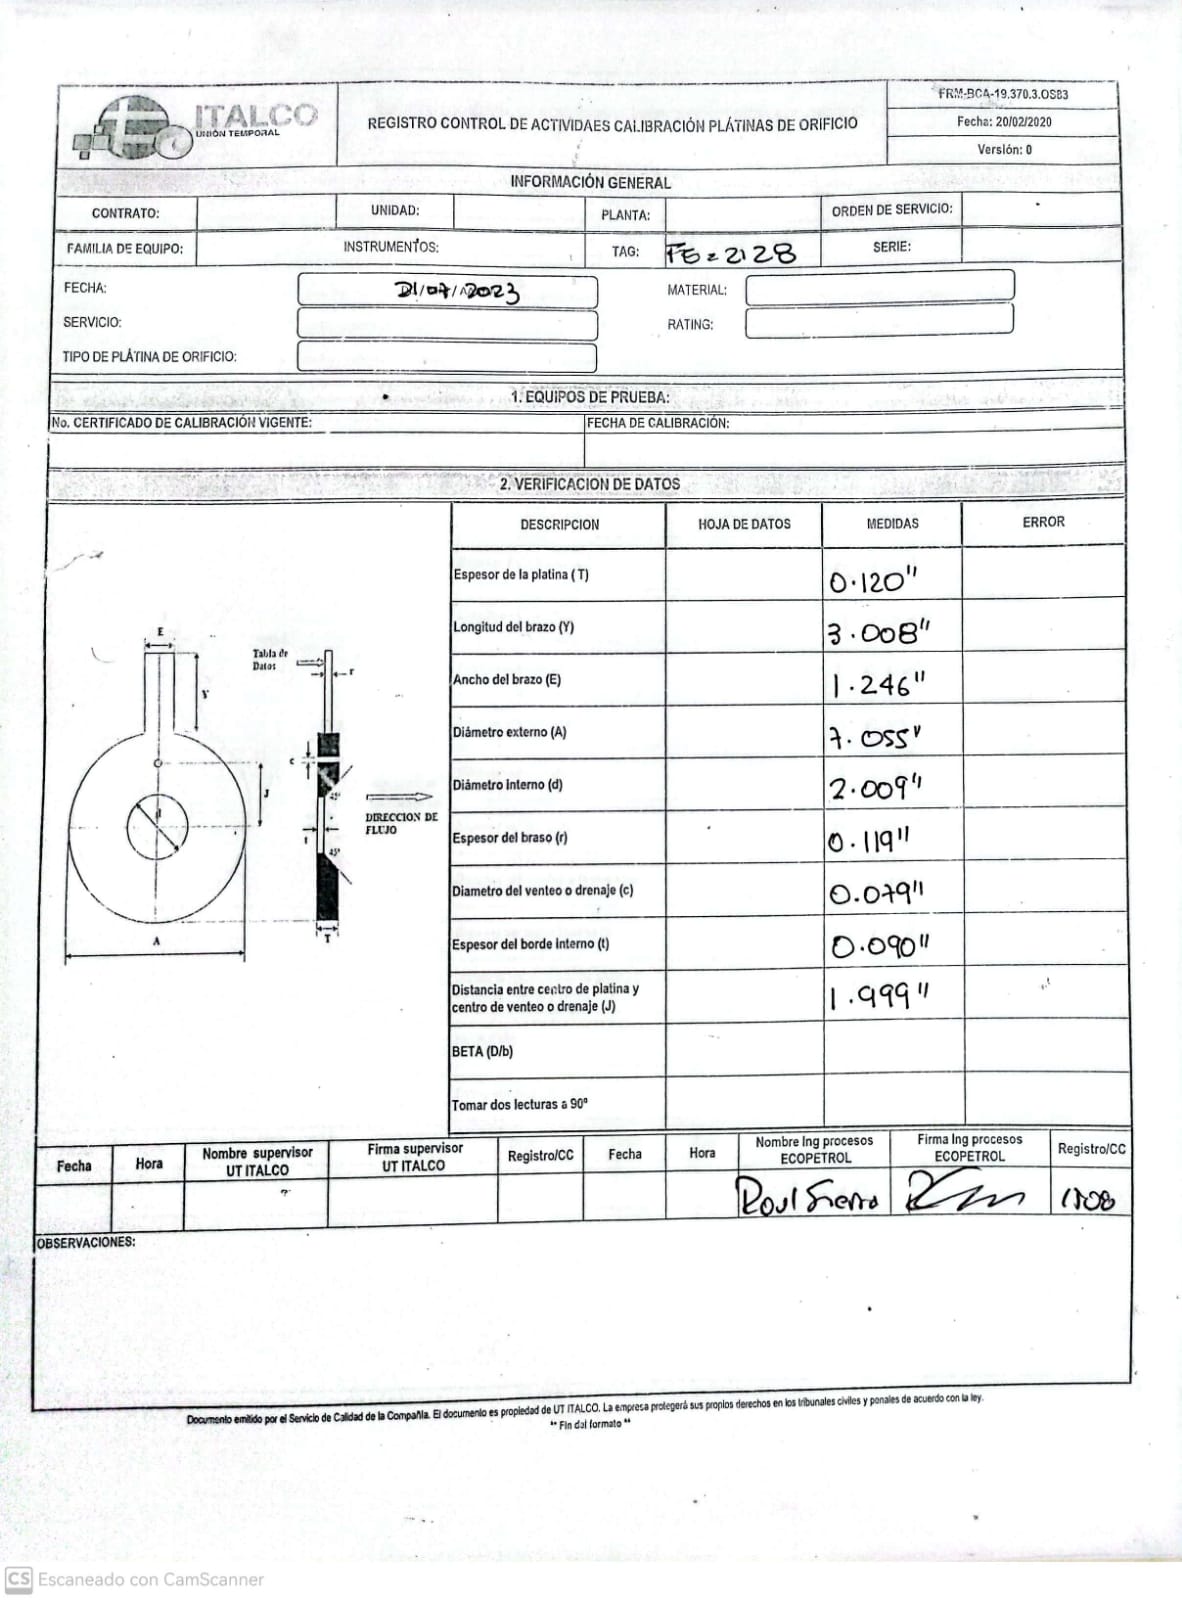 ITALCO
UNIÓN TEMPORAL
REGISTRO CONTROL DE ACTIVIDAES CALIBRACIÓN PLÁTINAS DE ORIFICIO
FRM-BCA-19.370.3.OSB3
Fecha: 20/02/2020
Versión: 0
INFORMACIÓN GENERAL
CONTRATO: UNIDAD: PLANTA: ORDEN DE SERVICIO:
FAMILIA DE EQUIPO: INSTRUMENTOS: TAG: FE-2128 SERIE:
FECHA: 21/07/2023 MATERIAL:
SERVICIO: RATING:
TIPO DE PLÁTINA DE ORIFICIO:
1. EQUIPOS DE PRUEBA:
No. CERTIFICADO DE CALIBRACIÓN VIGENTE: FECHA DE CALIBRACIÓN:
2. VERIFICACION DE DATOS
DESCRIPCION HOJA DE DATOS MEDIDAS ERROR
Espesor de la platina ( T) 0.120"
Longitud del brazo (Y) 3.008"
Ancho del brazo (E) 1.246"
Diámetro externo (A) 7.055"
Diámetro interno (d) 2.009"
Espesor del braso (r) 0.119"
Diametro del venteo o drenaje (c) 0.079"
Espesor del borde interno (t) 0.090"
Distancia entre centro de platina y
centro de venteo o drenaje (J) 1.999"
BETA (D/b)
Tomar dos lecturas a 90°
E
Tabla de
Datos
r
Y
c
J
45°
d
DIRECCION DE
FLUJO
t
45°
A
T
Fecha Hora Nombre supervisor
UT ITALCO Firma supervisor
UT ITALCO Registro/CC Fecha Hora Nombre Ing procesos
ECOPETROL Firma Ing procesos
ECOPETROL Registro/CC
Raul Sierra
OBSERVACIONES:
Documento emitido por el Servicio de Calidad de la Compañía. El documento es propiedad de UT ITALCO. La empresa protegerá sus propios derechos en los tribunales civiles y penales de acuerdo con la ley.
** Fin dal formato **
CS Escaneado con CamScanner